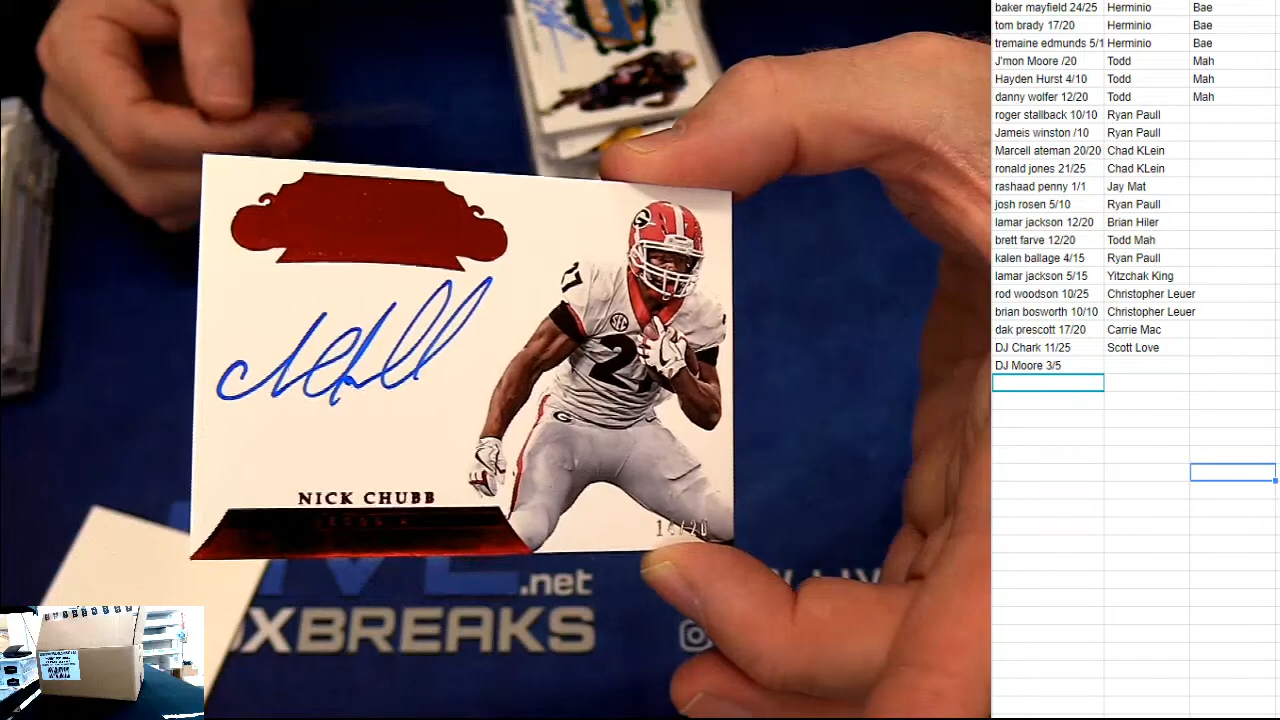 baker mayfield 24/25 Herminio Bae
tom brady 17/20 Herminio Bae
tremaine edmunds 5/1 Herminio Bae
J'mon Moore /20 Todd Mah
Hayden Hurst 4/10 Todd Mah
danny wolfer 12/20 Todd Mah
roger stallback 10/10 Ryan Paull
Jameis winston /10 Ryan Paull
Marcell ateman 20/20 Chad KLein
ronald jones 21/25 Chad KLein
rashaad penny 1/1 Jay Mat
josh rosen 5/10 Ryan Paull
lamar jackson 12/20 Brian Hiler
brett farve 12/20 Todd Mah
kalen ballage 4/15 Ryan Paull
lamar jackson 5/15 Yitzchak King
rod woodson 10/25 Christopher Leuer
brian bosworth 10/10 Christopher Leuer
dak prescott 17/20 Carrie Mac
DJ Chark 11/25 Scott Love
DJ Moore 3/5
G
SEC
27
G
NICK CHUBB
14/20
.net
XBREAKS